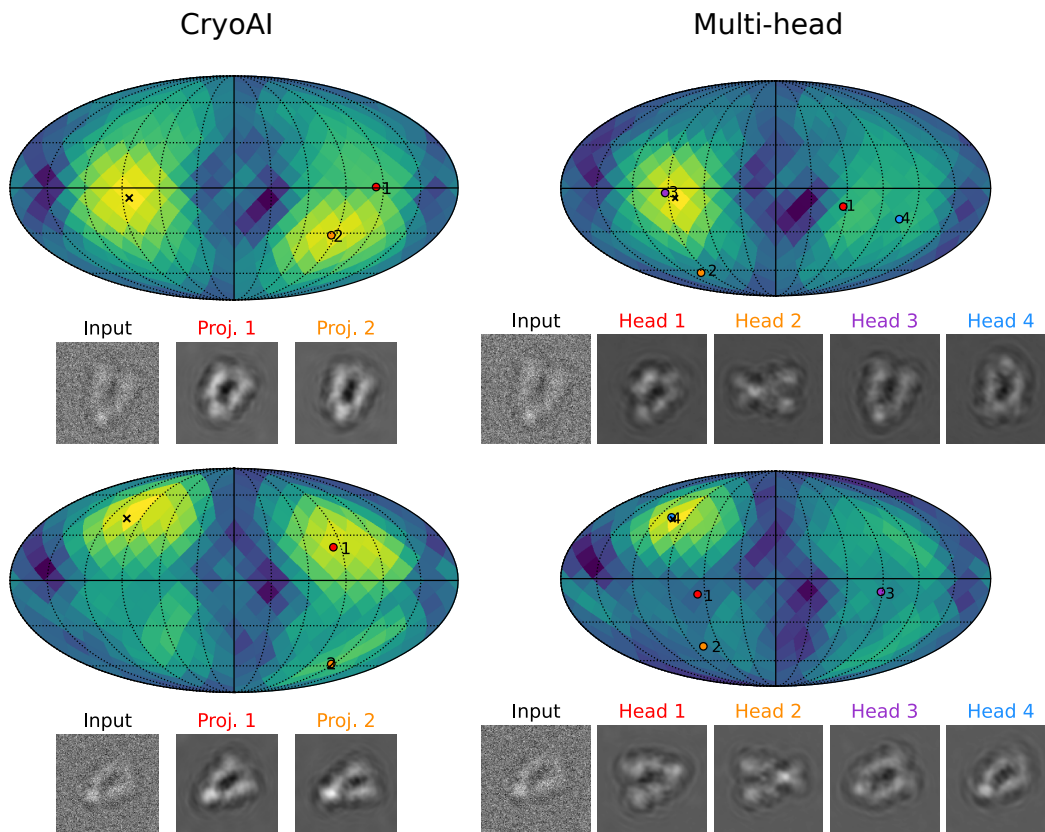 CryoAI
Multi-head
1
2
3
1
4
2
Input
Proj. 1
Proj. 2
Input
Head 1
Head 2
Head 3
Head 4
1
2
4
1
3
2
Input
Proj. 1
Proj. 2
Input
Head 1
Head 2
Head 3
Head 4